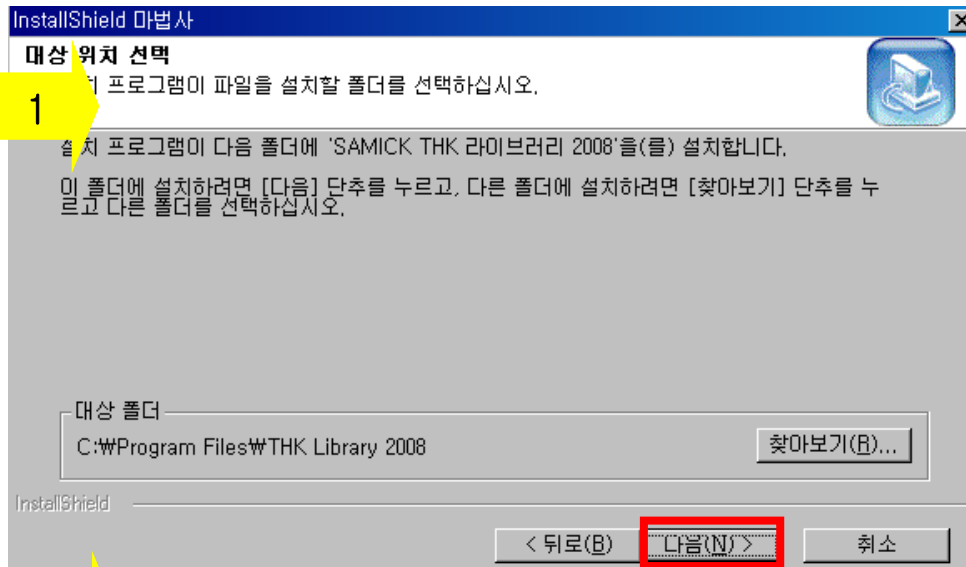 InstallShield 마법사
대상 위치 선택
프로그램이 파일을 설치할 폴더를 선택하십시오.
1
설치 프로그램이 다음 폴더에 'SAMICK THK 라이브러리 2008'을(를) 설치합니다.
이 폴더에 설치하려면 [다음] 단추를 누르고, 다른 폴더에 설치하려면 [찾아보기] 단추를 누
르고 다른 폴더를 선택하십시오.
대상 폴더
C:₩Program Files₩THK Library 2008
찾아보기(R)...
InstallShield
< 뒤로(B)
다음(N) >
취소